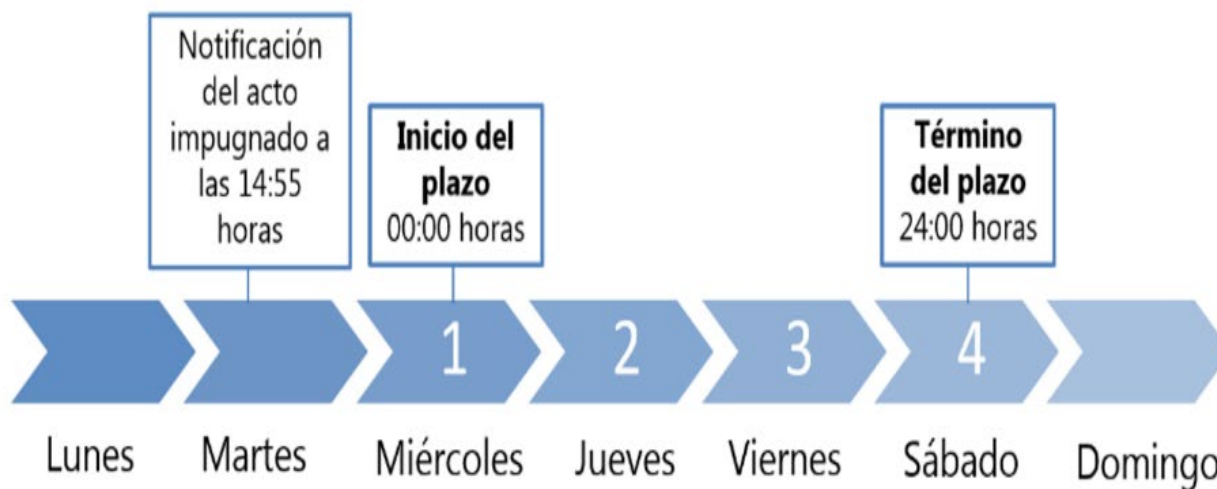 Notificación
del acto
impugnado a
las 14:55
horas
Inicio del
plazo
00:00 horas
Término
del plazo
24:00 horas
1
2
3
4
Lunes
Martes
Miércoles
Jueves
Viernes
Sábado
Domingo